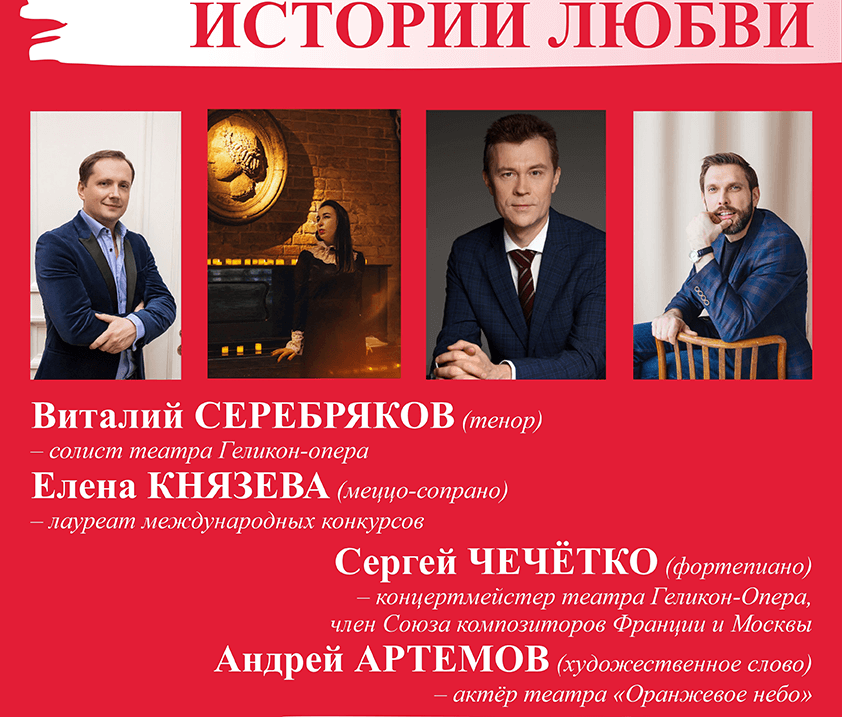 ИСТОРИИ ЛЮБВИ
Виталий СЕРЕБРЯКОВ (тенор)
– солист театра Геликон-опера
Елена КНЯЗЕВА (меццо-сопрано)
– лауреат международных конкурсов
Сергей ЧЕЧЁТКО (фортепиано)
– концертмейстер театра Геликон-Опера,
член Союза композиторов Франции и Москвы
Андрей АРТЕМОВ (художественное слово)
– актёр театра «Оранжевое небо»